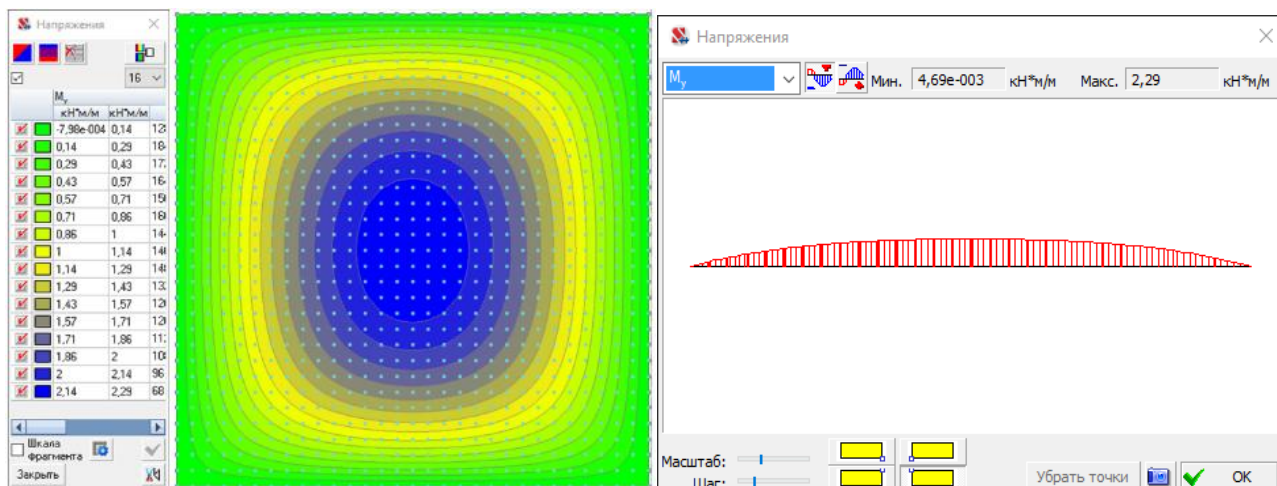 Напряжения
16
My
кН*м/м кН*м/м
-7,98e-004 0,14
0,14 0,29
0,29 0,43
0,43 0,57
0,57 0,71
0,71 0,86
0,86 1
1 1,14
1,14 1,29
1,29 1,43
1,43 1,57
1,57 1,71
1,71 1,86
1,86 2
2 2,14 96
2,14 2,29 68
Шкала
фрагмента
Закрыть
Напряжения
My Мин. 4,69e-003 кН*м/м Макс. 2,29 кН*м/м
Масштаб:
Шаг:
Убрать точки OK